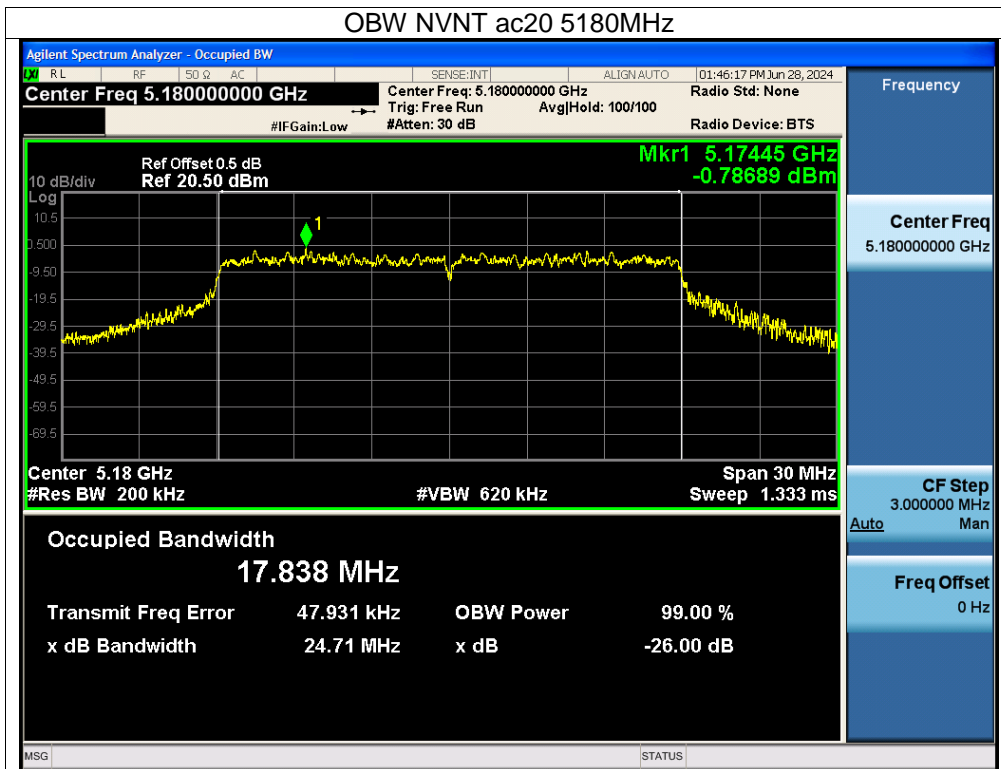 OBW NVNT ac20 5180MHz
Agilent Spectrum Analyzer - Occupied BW
LXI RL RF 50 Ω AC SENSE:INT ALIGN AUTO 01:46:17 PM Jun 28, 2024
Center Freq 5.180000000 GHz
Center Freq: 5.180000000 GHz
Radio Std: None
Trig: Free Run Avg|Hold: 100/100
#IFGain:Low
#Atten: 30 dB
Radio Device: BTS
Frequency
Mkr1 5.17445 GHz
-0.78689 dBm
Ref Offset 0.5 dB
10 dB/div Ref 20.50 dBm
Log
10.5
0.500
-9.50
-19.5
-29.5
-39.5
-49.5
-59.5
-69.5
1
Center 5.18 GHz
Span 30 MHz
#Res BW 200 kHz
#VBW 620 kHz
Sweep 1.333 ms
Center Freq
5.180000000 GHz
CF Step
3.000000 MHz
Auto Man
Freq Offset
0 Hz
Occupied Bandwidth
17.838 MHz
Transmit Freq Error 47.931 kHz OBW Power 99.00 %
x dB Bandwidth 24.71 MHz x dB -26.00 dB
MSG STATUS